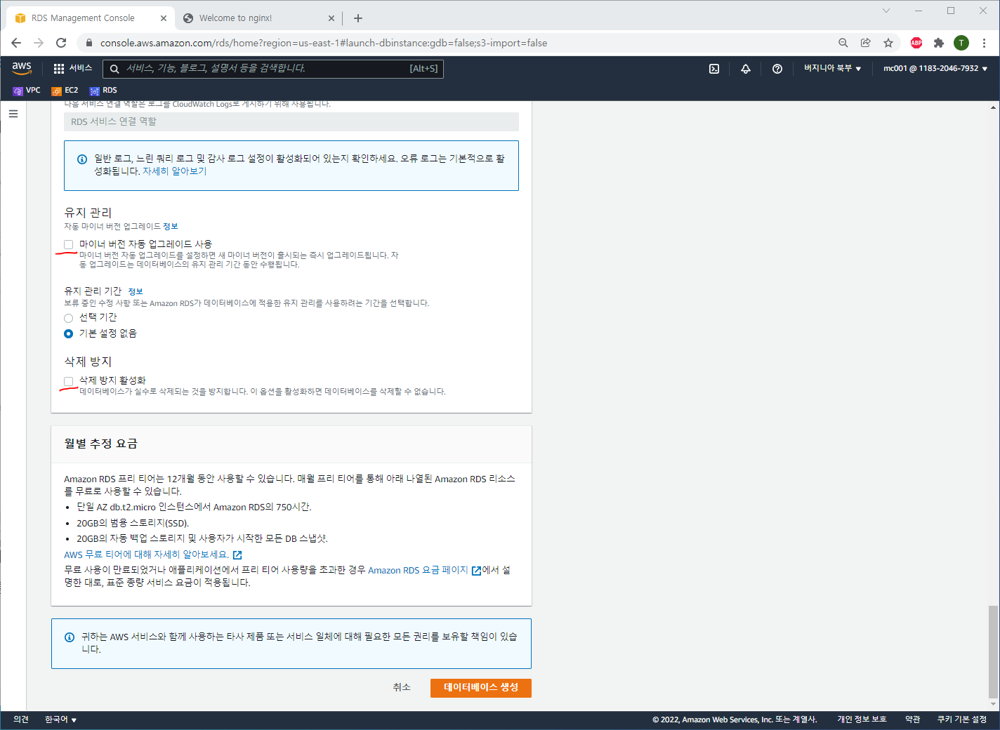 RDS Management Console
Welcome to nginx!
console.aws.amazon.com/rds/home?region=us-east-1#launch-dbinstance:gdb=false;s3-import=false
ABP
T
aws
서비스
서비스, 기능, 블로그, 설명서 등을 검색합니다.
[Alt+S]
버지니아 북부
mc001 @ 1183-2046-7932
VPC
EC2
RDS
다음 서비스 연결 역할은 로그를 CloudWatch Logs로 게시하기 위해 사용됩니다.
RDS 서비스 연결 역할
일반 로그, 느린 쿼리 로그 및 감사 로그 설정이 활성화되어 있는지 확인하세요. 오류 로그는 기본적으로 활
성화됩니다. 자세히 알아보기
유지 관리
자동 마이너 버전 업그레이드 정보
마이너 버전 자동 업그레이드 사용
마이너 버전 자동 업그레이드를 설정하면 새 마이너 버전이 출시되는 즉시 업그레이드됩니다. 자
동 업그레이드는 데이터베이스의 유지 관리 기간 동안 수행됩니다.
유지 관리 기간 정보
보류 중인 수정 사항 또는 Amazon RDS가 데이터베이스에 적용한 유지 관리를 사용하려는 기간을 선택합니다.
선택 기간
기본 설정 없음
삭제 방지
삭제 방지 활성화
데이터베이스가 실수로 삭제되는 것을 방지합니다. 이 옵션을 활성화하면 데이터베이스를 삭제할 수 없습니다.
월별 추정 요금
Amazon RDS 프리 티어는 12개월 동안 사용할 수 있습니다. 매월 프리 티어를 통해 아래 나열된 Amazon RDS 리소스
를 무료로 사용할 수 있습니다.
• 단일 AZ db.t2.micro 인스턴스에서 Amazon RDS의 750시간.
• 20GB의 범용 스토리지(SSD).
• 20GB의 자동 백업 스토리지 및 사용자가 시작한 모든 DB 스냅샷.
AWS 무료 티어에 대해 자세히 알아보세요.
무료 사용이 만료되었거나 애플리케이션에서 프리 티어 사용량을 초과한 경우 Amazon RDS 요금 페이지 에서 설
명한 대로, 표준 종량 서비스 요금이 적용됩니다.
귀하는 AWS 서비스와 함께 사용하는 타사 제품 또는 서비스 일체에 대해 필요한 모든 권리를 보유할 책임이 있습
니다.
취소
데이터베이스 생성
의견
한국어
© 2022, Amazon Web Services, Inc. 또는 계열사.
개인 정보 보호
약관
쿠키 기본 설정